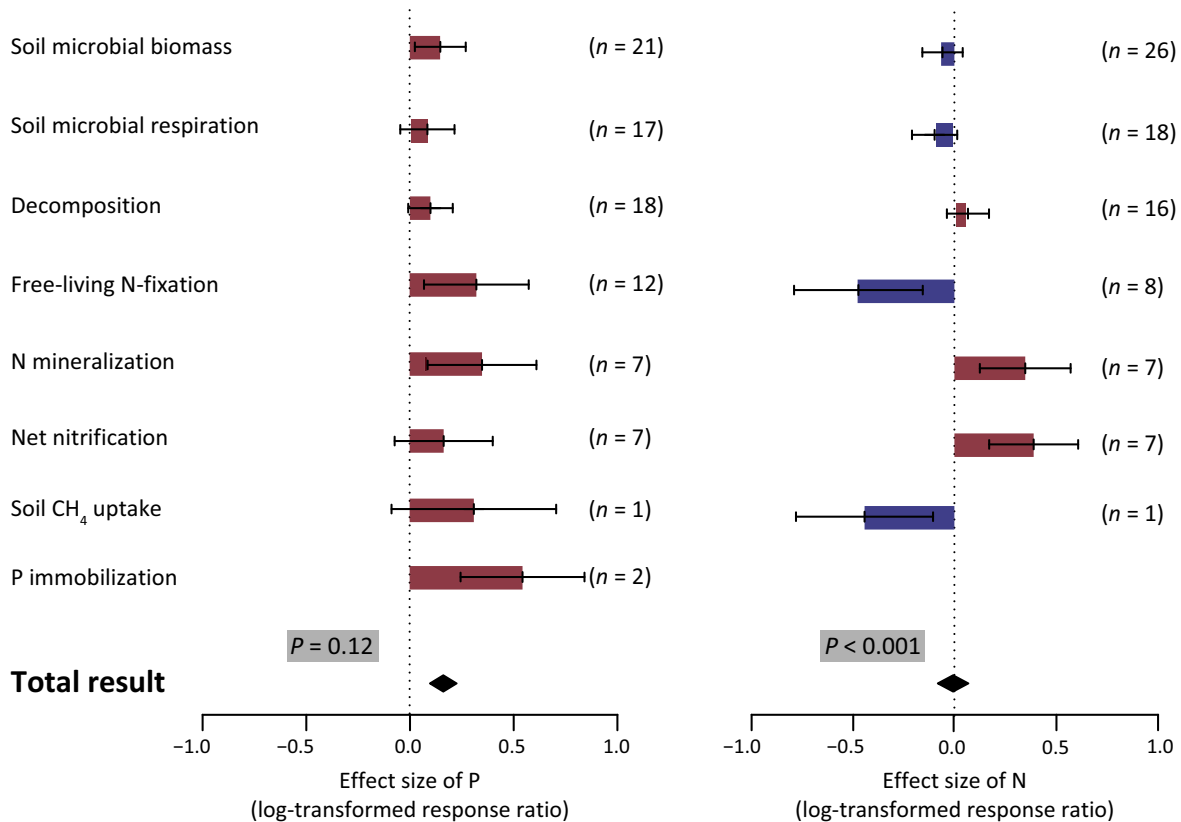 Soil microbial biomass (n = 21) (n = 26)
Soil microbial respiration (n = 17) (n = 18)
Decomposition (n = 18) (n = 16)
Free-living N-fixation (n = 12) (n = 8)
N mineralization (n = 7) (n = 7)
Net nitrification (n = 7) (n = 7)
Soil CH₄ uptake (n = 1) (n = 1)
P immobilization (n = 2)
P = 0.12 P < 0.001
Total result
−1.0 −0.5 0.0 0.5 1.0 −1.0 −0.5 0.0 0.5 1.0
Effect size of P Effect size of N
(log-transformed response ratio) (log-transformed response ratio)